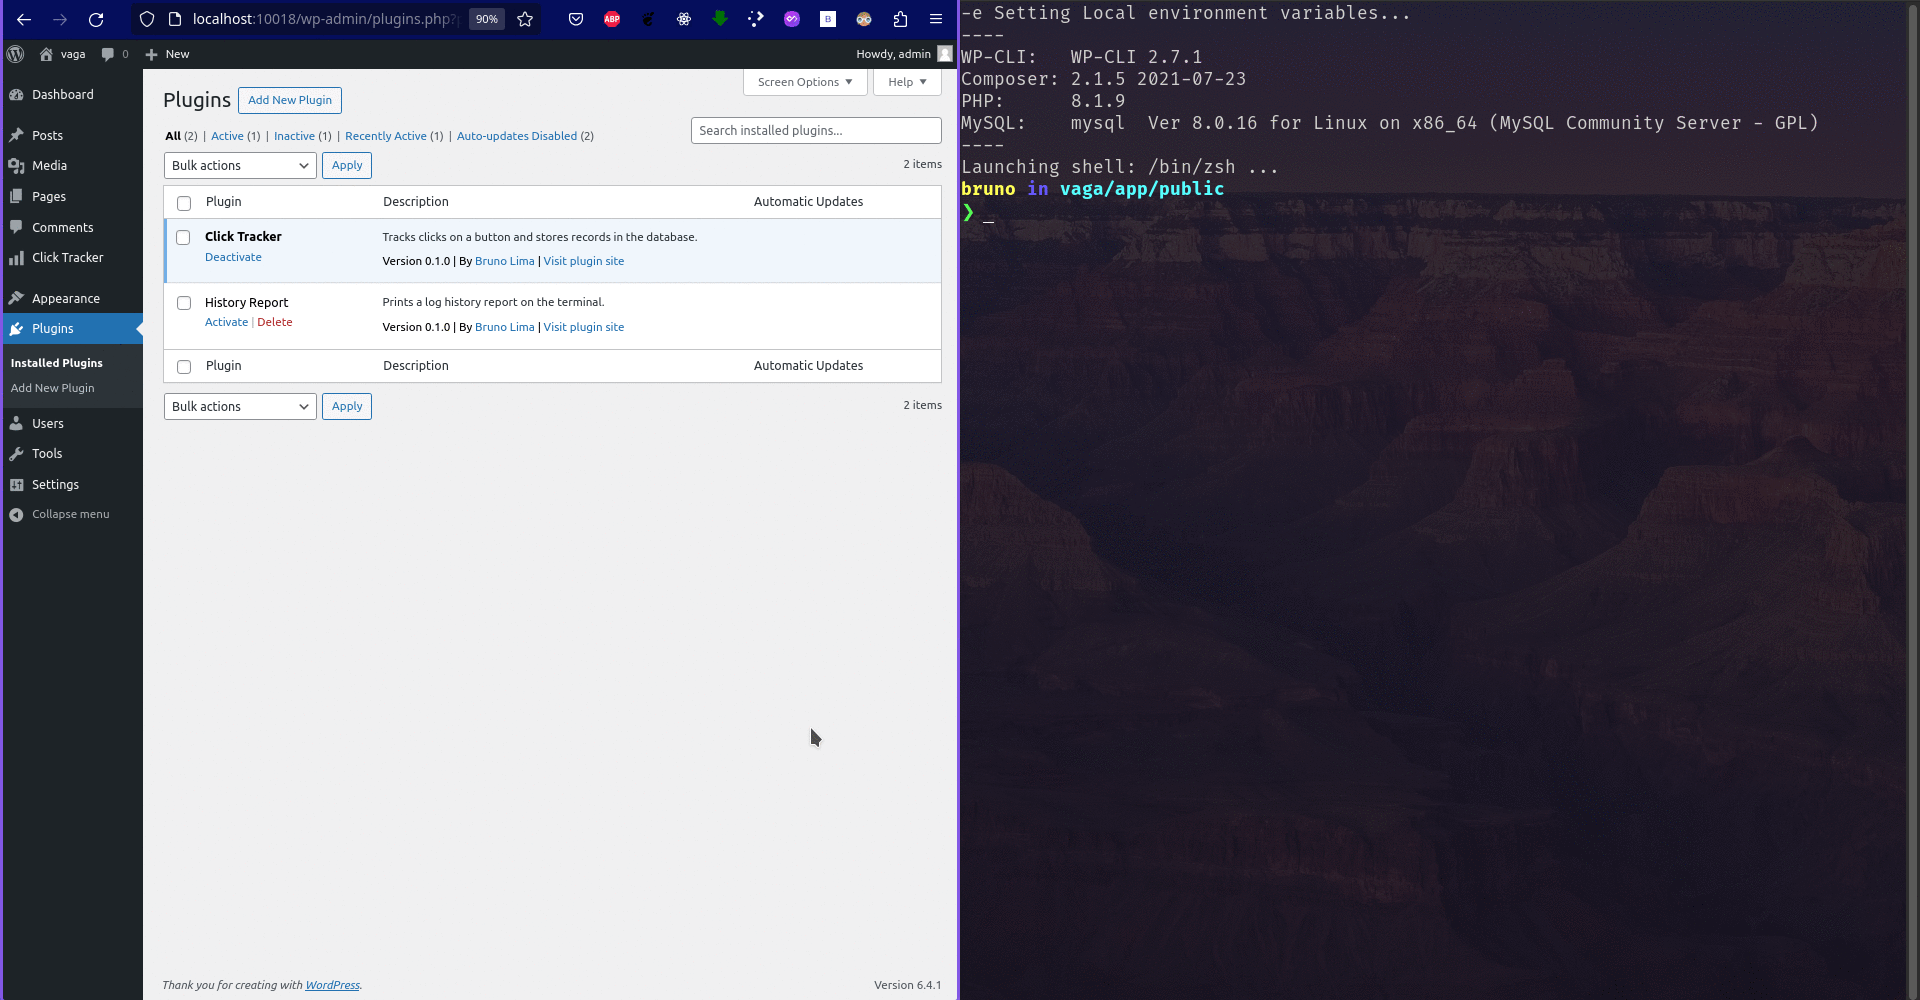 localhost:10018/wp-admin/plugins.php?
90%
ABP
B
vaga
0
New
Howdy, admin
Dashboard
Posts
Media
Pages
Comments
Click Tracker
Appearance
Plugins
Installed Plugins
Add New Plugin
Users
Tools
Settings
Collapse menu
Screen Options
Help
Plugins
Add New Plugin
All (2) | Active (1) | Inactive (1) | Recently Active (1) | Auto-updates Disabled (2)
Search installed plugins...
Bulk actions
Apply
2 items
Plugin Description Automatic Updates
Click Tracker
Deactivate
Tracks clicks on a button and stores records in the database.
Version 0.1.0 | By Bruno Lima | Visit plugin site
History Report
Activate | Delete
Prints a log history report on the terminal.
Version 0.1.0 | By Bruno Lima | Visit plugin site
Plugin Description Automatic Updates
Bulk actions
Apply
2 items
Thank you for creating with WordPress.
Version 6.4.1
-e Setting Local environment variables...
----
WP-CLI: WP-CLI 2.7.1
Composer: 2.1.5 2021-07-23
PHP: 8.1.9
MySQL: mysql Ver 8.0.16 for Linux on x86_64 (MySQL Community Server - GPL)
----
Launching shell: /bin/zsh ...
bruno in vaga/app/public
❯ _